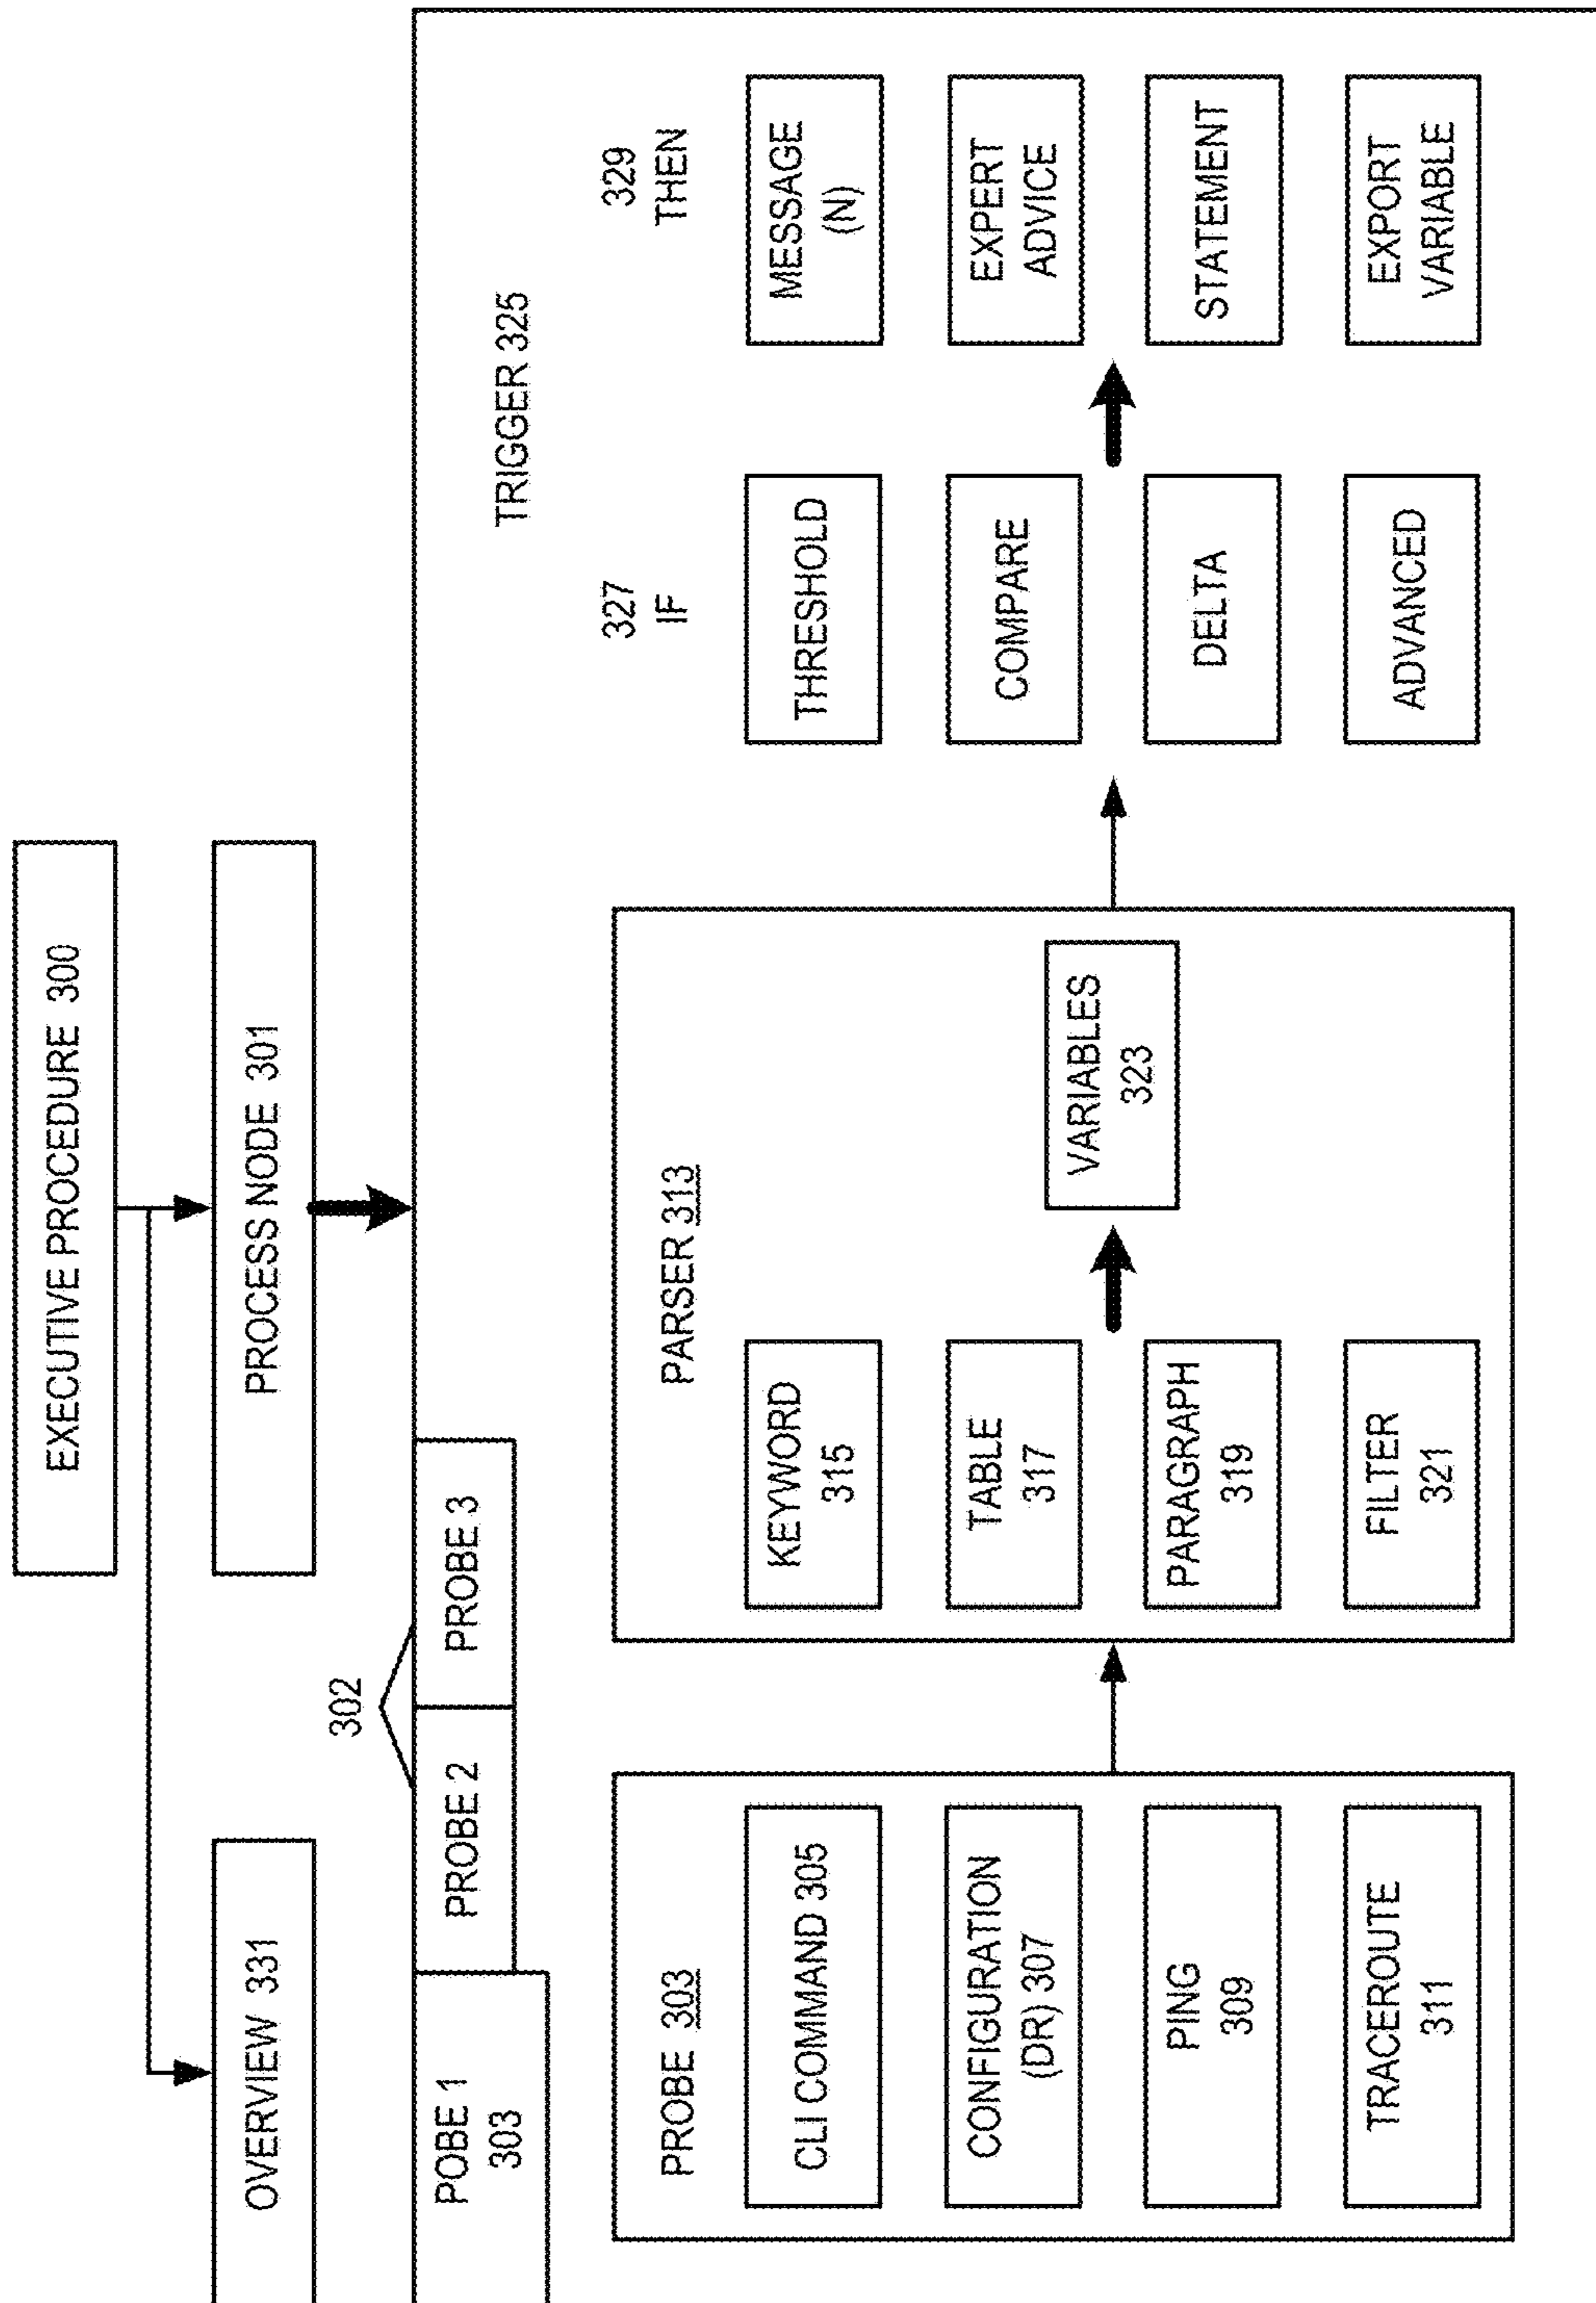 EXECUTIVE PROCEDURE 300
OVERVIEW 331
PROCESS NODE 301
302
POBE 1
303
PROBE 2
PROBE 3
TRIGGER 325
PROBE 303
CLI COMMAND 305
CONFIGURATION
(DR) 307
PING
309
TRACEROUTE
311
PARSER 313
KEYWORD
315
TABLE
317
PARAGRAPH
319
FILTER
321
VARIABLES
323
327
IF
THRESHOLD
COMPARE
DELTA
ADVANCED
329
THEN
MESSAGE
(N)
EXPERT
ADVICE
STATEMENT
EXPORT
VARIABLE